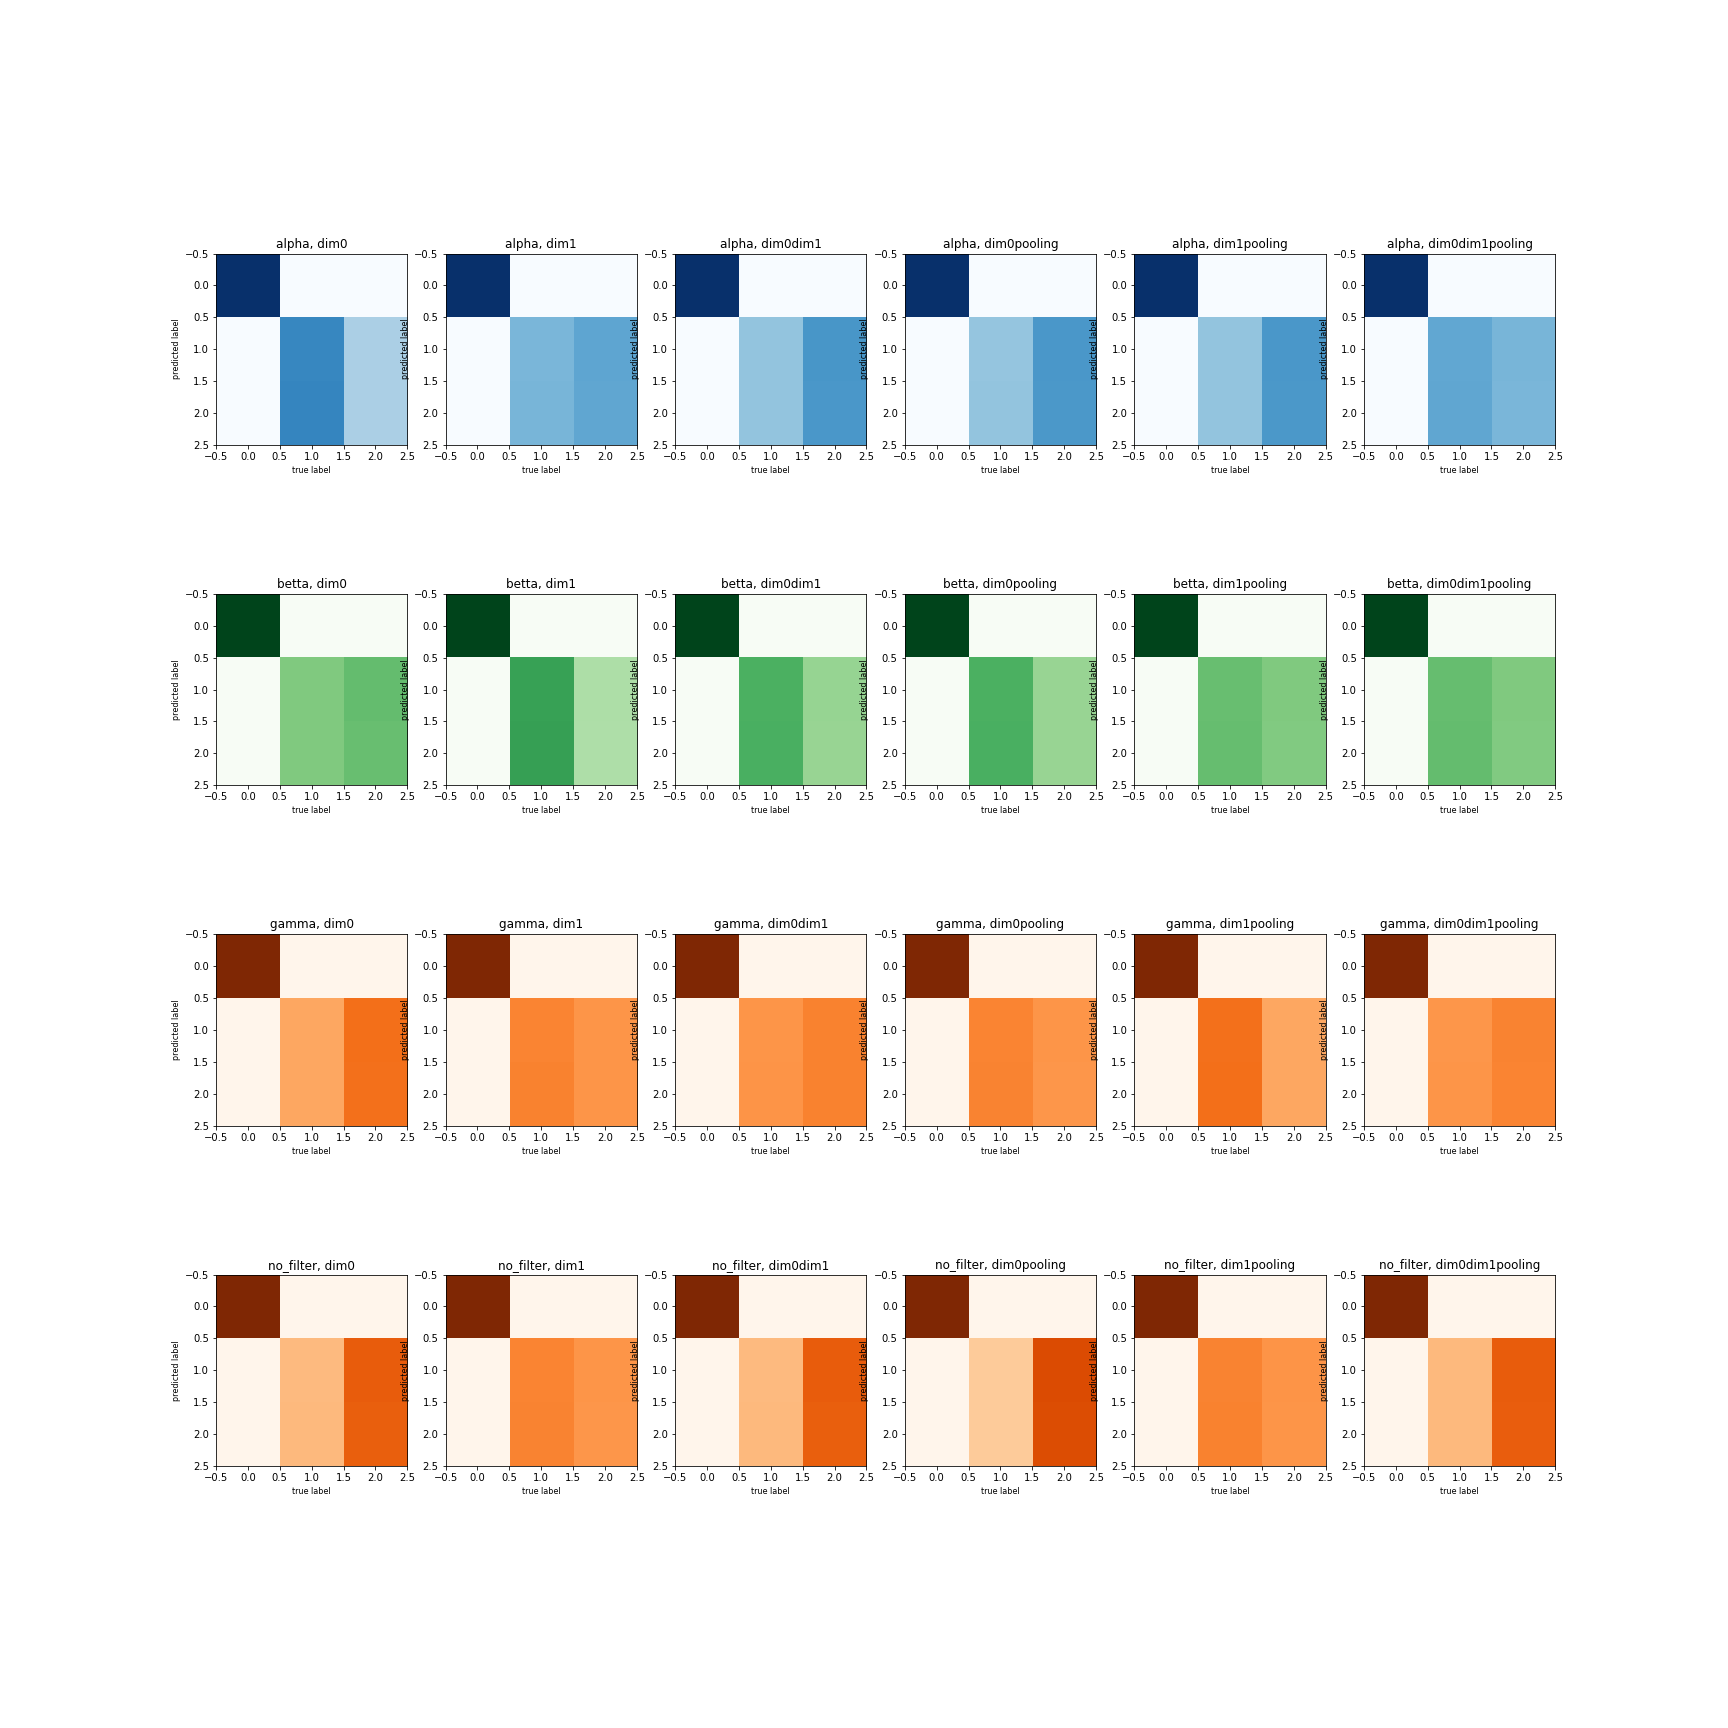 alpha, dim0 alpha, dim1 alpha, dim0dim1 alpha, dim0pooling alpha, dim1pooling alpha, dim0dim1pooling
−0.5 −0.5 −0.5 −0.5 −0.5 −0.5
0.0 0.0 0.0 0.0 0.0 0.0
0.5 0.5 0.5 0.5 0.5 0.5
predicted label predicted label predicted label predicted label predicted label predicted label
1.0 1.0 1.0 1.0 1.0 1.0
1.5 1.5 1.5 1.5 1.5 1.5
2.0 2.0 2.0 2.0 2.0 2.0
2.5 2.5 2.5 2.5 2.5 2.5
−0.5 0.0 0.5 1.0 1.5 2.0 2.5 −0.5 0.0 0.5 1.0 1.5 2.0 2.5 −0.5 0.0 0.5 1.0 1.5 2.0 2.5 −0.5 0.0 0.5 1.0 1.5 2.0 2.5 −0.5 0.0 0.5 1.0 1.5 2.0 2.5 −0.5 0.0 0.5 1.0 1.5 2.0 2.5
true label true label true label true label true label true label
betta, dim0 betta, dim1 betta, dim0dim1 betta, dim0pooling betta, dim1pooling betta, dim0dim1pooling
−0.5 −0.5 −0.5 −0.5 −0.5 −0.5
0.0 0.0 0.0 0.0 0.0 0.0
0.5 0.5 0.5 0.5 0.5 0.5
predicted label predicted label predicted label predicted label predicted label predicted label
1.0 1.0 1.0 1.0 1.0 1.0
1.5 1.5 1.5 1.5 1.5 1.5
2.0 2.0 2.0 2.0 2.0 2.0
2.5 2.5 2.5 2.5 2.5 2.5
−0.5 0.0 0.5 1.0 1.5 2.0 2.5 −0.5 0.0 0.5 1.0 1.5 2.0 2.5 −0.5 0.0 0.5 1.0 1.5 2.0 2.5 −0.5 0.0 0.5 1.0 1.5 2.0 2.5 −0.5 0.0 0.5 1.0 1.5 2.0 2.5 −0.5 0.0 0.5 1.0 1.5 2.0 2.5
true label true label true label true label true label true label
gamma, dim0 gamma, dim1 gamma, dim0dim1 gamma, dim0pooling gamma, dim1pooling gamma, dim0dim1pooling
−0.5 −0.5 −0.5 −0.5 −0.5 −0.5
0.0 0.0 0.0 0.0 0.0 0.0
0.5 0.5 0.5 0.5 0.5 0.5
predicted label predicted label predicted label predicted label predicted label predicted label
1.0 1.0 1.0 1.0 1.0 1.0
1.5 1.5 1.5 1.5 1.5 1.5
2.0 2.0 2.0 2.0 2.0 2.0
2.5 2.5 2.5 2.5 2.5 2.5
−0.5 0.0 0.5 1.0 1.5 2.0 2.5 −0.5 0.0 0.5 1.0 1.5 2.0 2.5 −0.5 0.0 0.5 1.0 1.5 2.0 2.5 −0.5 0.0 0.5 1.0 1.5 2.0 2.5 −0.5 0.0 0.5 1.0 1.5 2.0 2.5 −0.5 0.0 0.5 1.0 1.5 2.0 2.5
true label true label true label true label true label true label
no_filter, dim0 no_filter, dim1 no_filter, dim0dim1 no_filter, dim0pooling no_filter, dim1pooling no_filter, dim0dim1pooling
−0.5 −0.5 −0.5 −0.5 −0.5 −0.5
0.0 0.0 0.0 0.0 0.0 0.0
0.5 0.5 0.5 0.5 0.5 0.5
predicted label predicted label predicted label predicted label predicted label predicted label
1.0 1.0 1.0 1.0 1.0 1.0
1.5 1.5 1.5 1.5 1.5 1.5
2.0 2.0 2.0 2.0 2.0 2.0
2.5 2.5 2.5 2.5 2.5 2.5
−0.5 0.0 0.5 1.0 1.5 2.0 2.5 −0.5 0.0 0.5 1.0 1.5 2.0 2.5 −0.5 0.0 0.5 1.0 1.5 2.0 2.5 −0.5 0.0 0.5 1.0 1.5 2.0 2.5 −0.5 0.0 0.5 1.0 1.5 2.0 2.5 −0.5 0.0 0.5 1.0 1.5 2.0 2.5
true label true label true label true label true label true label